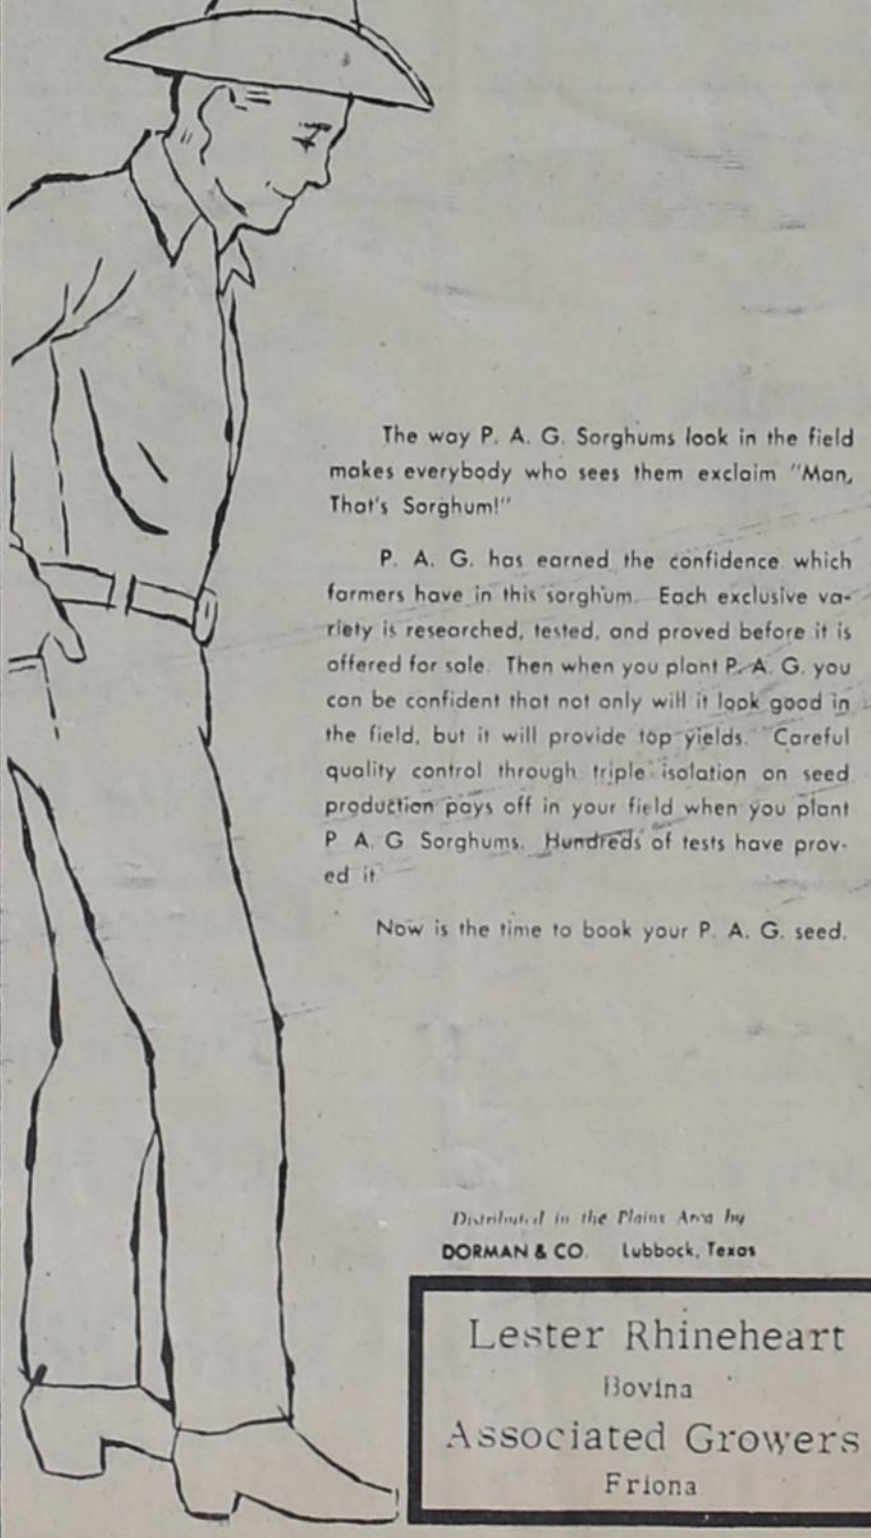 The way P. A. G. Sorghums look in the field
makes everybody who sees them exclaim "Man,
That's Sorghum!"
P. A. G. has earned the confidence which
farmers have in this sorghum. Each exclusive va-
riety is researched, tested, and proved before it is
offered for sale. Then when you plant P. A. G. you
can be confident that not only will it look good in
the field, but it will provide top yields. Careful
quality control through triple isolation on seed
production pays off in your field when you plant
P A G Sorghums. Hundreds of tests have prov-
ed it
Now is the time to book your P. A. G. seed.
Distributed in the Plains Area by
DORMAN & CO. Lubbock, Texas
Lester Rhineheart
Bovina
Associated Growers
Friona